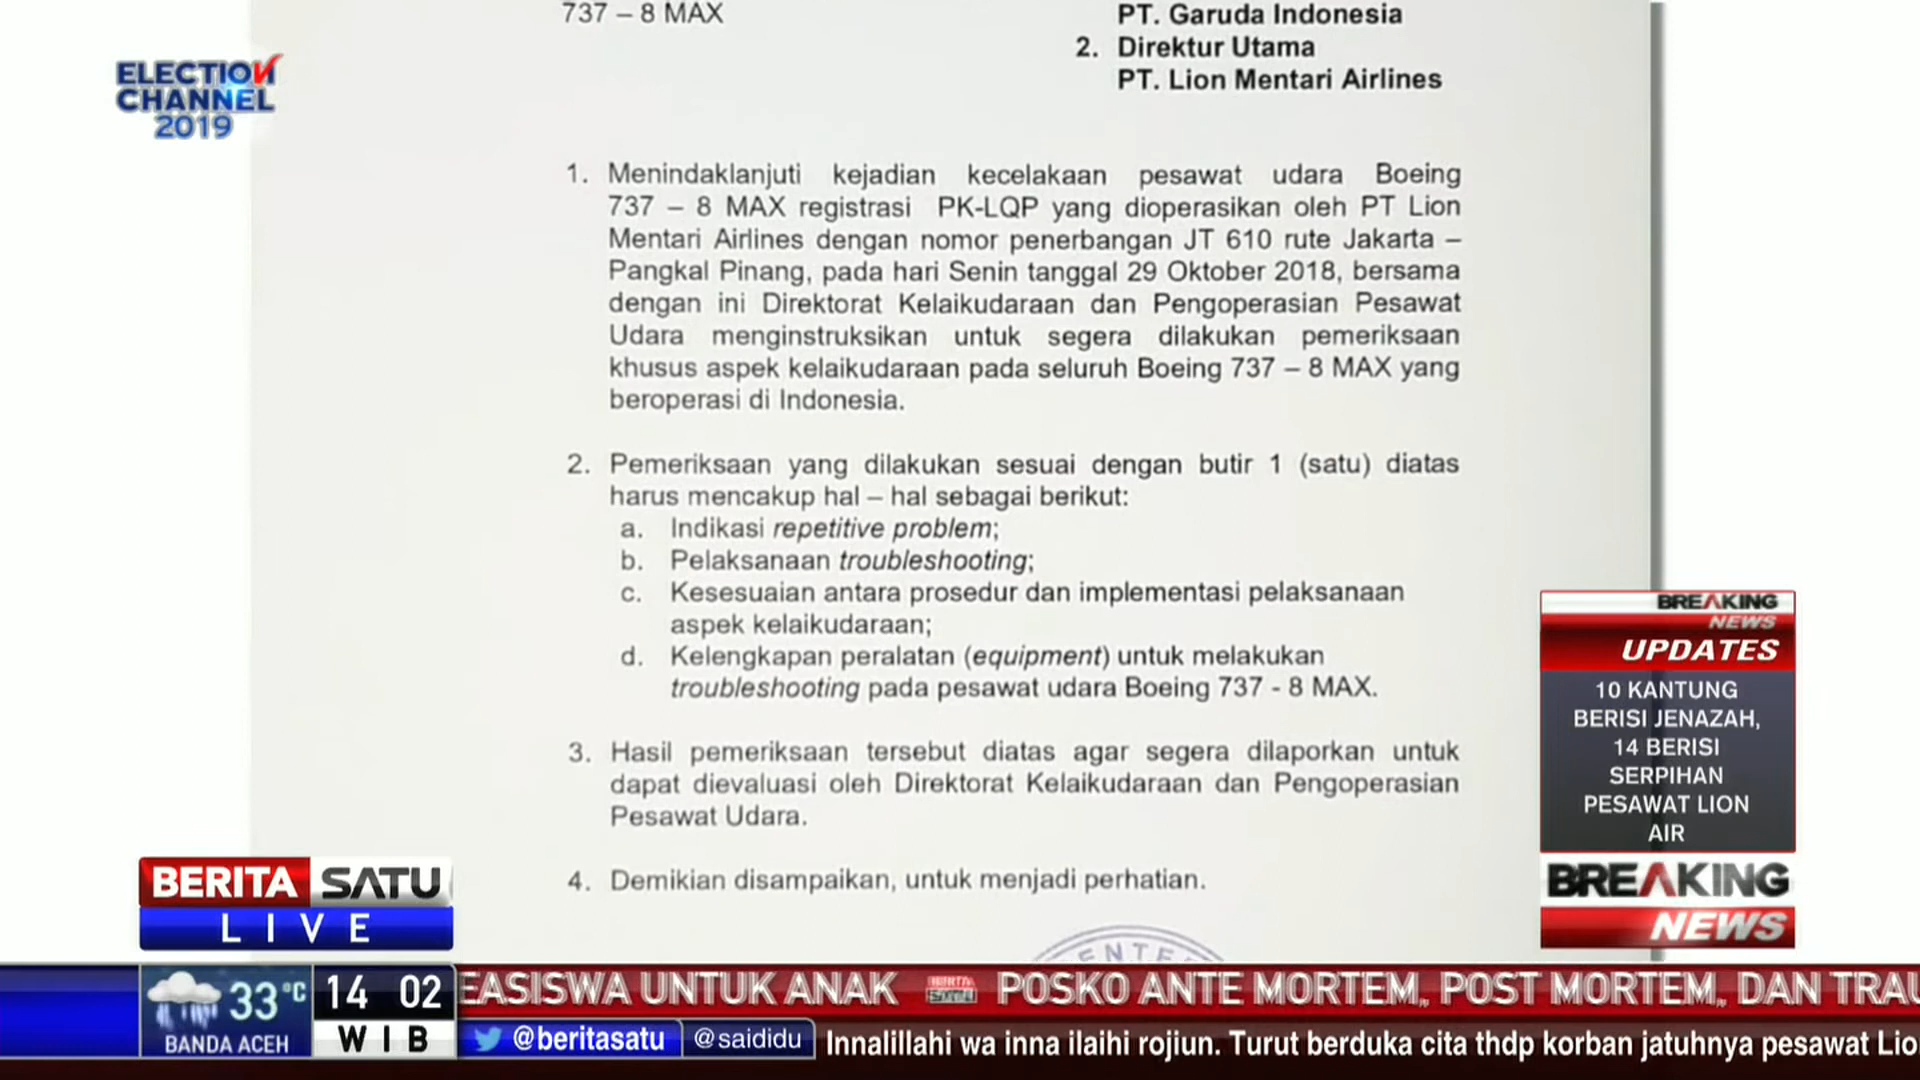 737 – 8 MAX
PT. Garuda Indonesia
2. Direktur Utama
PT. Lion Mentari Airlines
ELECTION
CHANNEL
2019
1. Menindaklanjuti kejadian kecelakaan pesawat udara Boeing
737 – 8 MAX registrasi PK-LQP yang dioperasikan oleh PT Lion
Mentari Airlines dengan nomor penerbangan JT 610 rute Jakarta –
Pangkal Pinang, pada hari Senin tanggal 29 Oktober 2018, bersama
dengan ini Direktorat Kelaikudaraan dan Pengoperasian Pesawat
Udara menginstruksikan untuk segera dilakukan pemeriksaan
khusus aspek kelaikudaraan pada seluruh Boeing 737 – 8 MAX yang
beroperasi di Indonesia.
2. Pemeriksaan yang dilakukan sesuai dengan butir 1 (satu) diatas
harus mencakup hal – hal sebagai berikut:
a. Indikasi repetitive problem;
b. Pelaksanaan troubleshooting;
c. Kesesuaian antara prosedur dan implementasi pelaksanaan
aspek kelaikudaraan;
d. Kelengkapan peralatan (equipment) untuk melakukan
troubleshooting pada pesawat udara Boeing 737 - 8 MAX.
3. Hasil pemeriksaan tersebut diatas agar segera dilaporkan untuk
dapat dievaluasi oleh Direktorat Kelaikudaraan dan Pengoperasian
Pesawat Udara.
4. Demikian disampaikan, untuk menjadi perhatian.
ENTE
BREAKING
NEWS
UPDATES
10 KANTUNG
BERISI JENAZAH,
14 BERISI
SERPIHAN
PESAWAT LION
AIR
BREAKING
NEWS
BERITA SATU
LIVE
33°C
BANDA ACEH
14 02
WIB
EASISWA UNTUK ANAK BERITA SATU POSKO ANTE MORTEM, POST MORTEM, DAN TRAU
@beritasatu @saididu Innalillahi wa inna ilaihi rojiun. Turut berduka cita thdp korban jatuhnya pesawat Lio